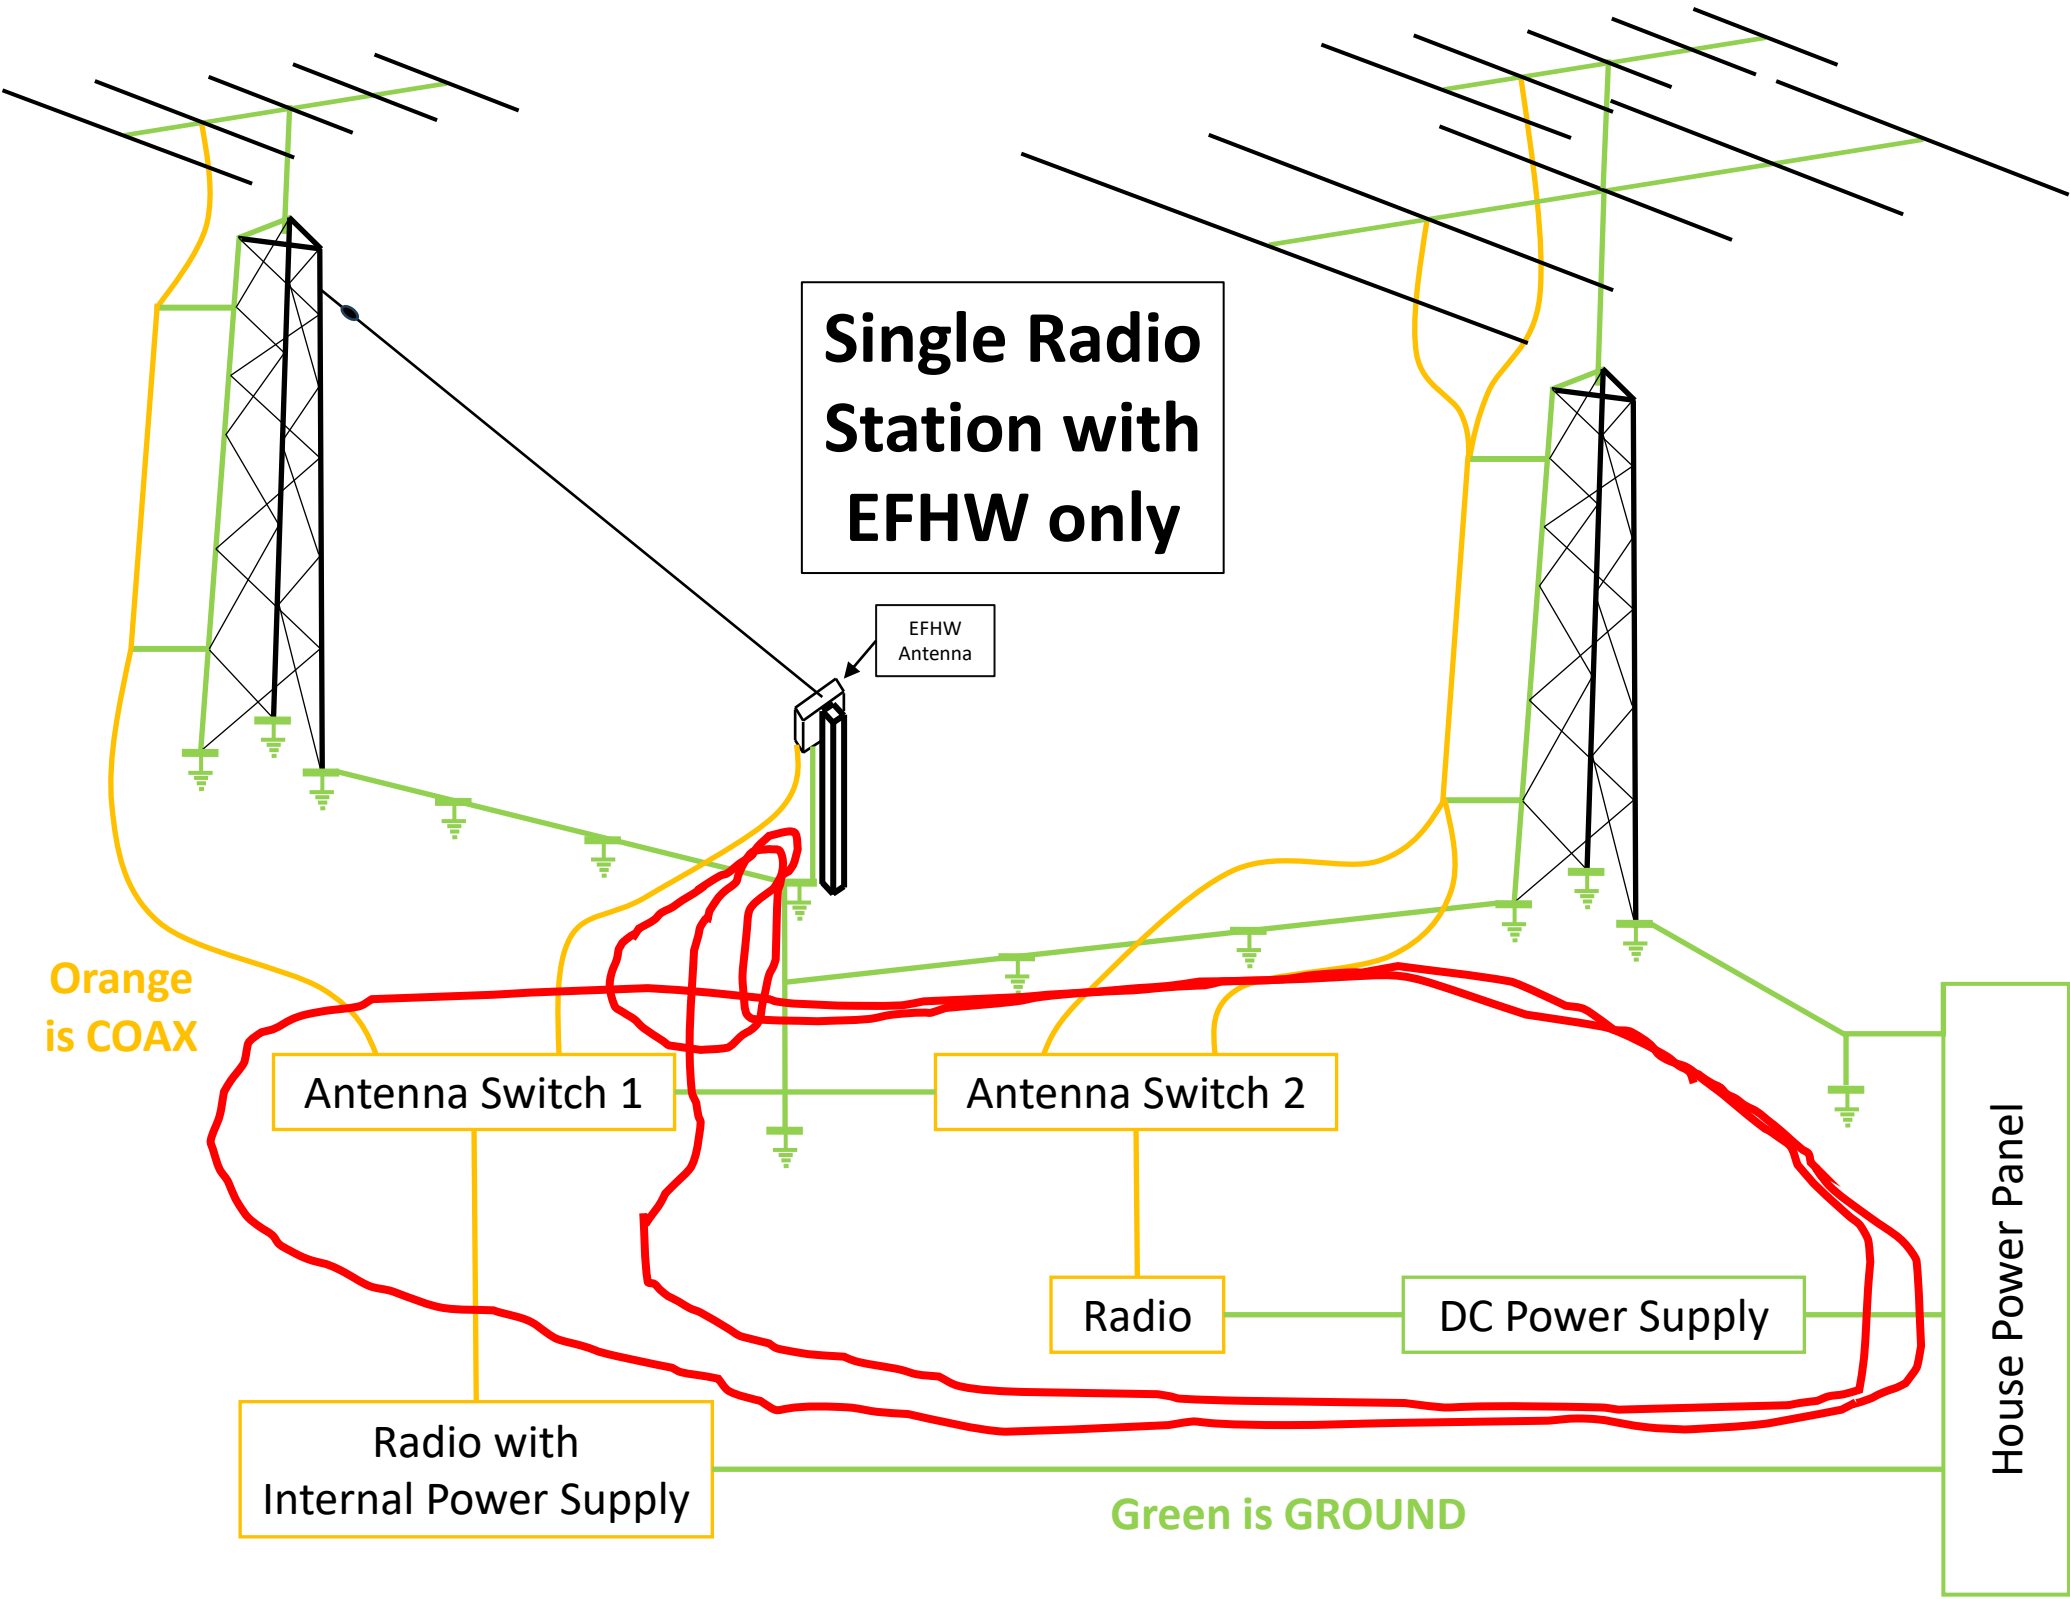 Single Radio
Station with
EFHW only
EFHW
Antenna
Orange
is COAX
Antenna Switch 1
Antenna Switch 2
Radio
DC Power Supply
House Power Panel
Radio with
Internal Power Supply
Green is GROUND